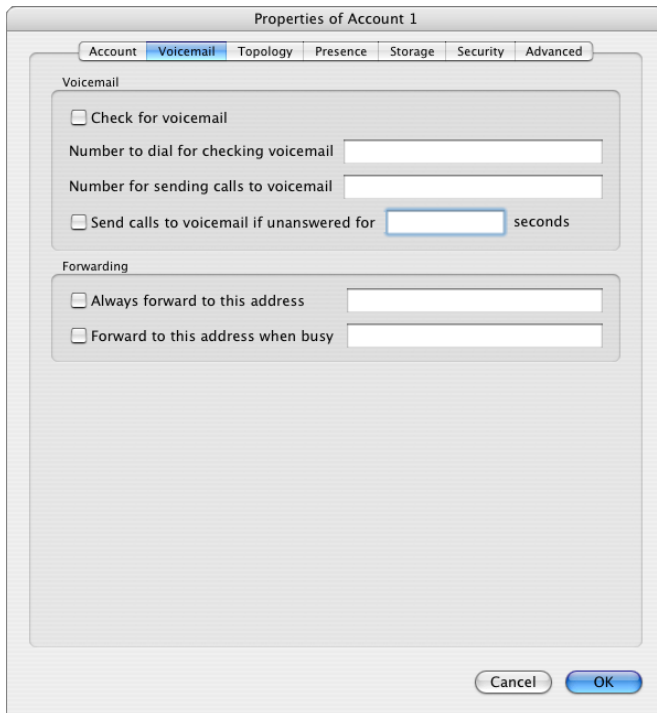 Properties of Account 1
Account Voicemail Topology Presence Storage Security Advanced
Voicemail
Check for voicemail
Number to dial for checking voicemail
Number for sending calls to voicemail
Send calls to voicemail if unanswered for seconds
Forwarding
Always forward to this address
Forward to this address when busy
Cancel OK